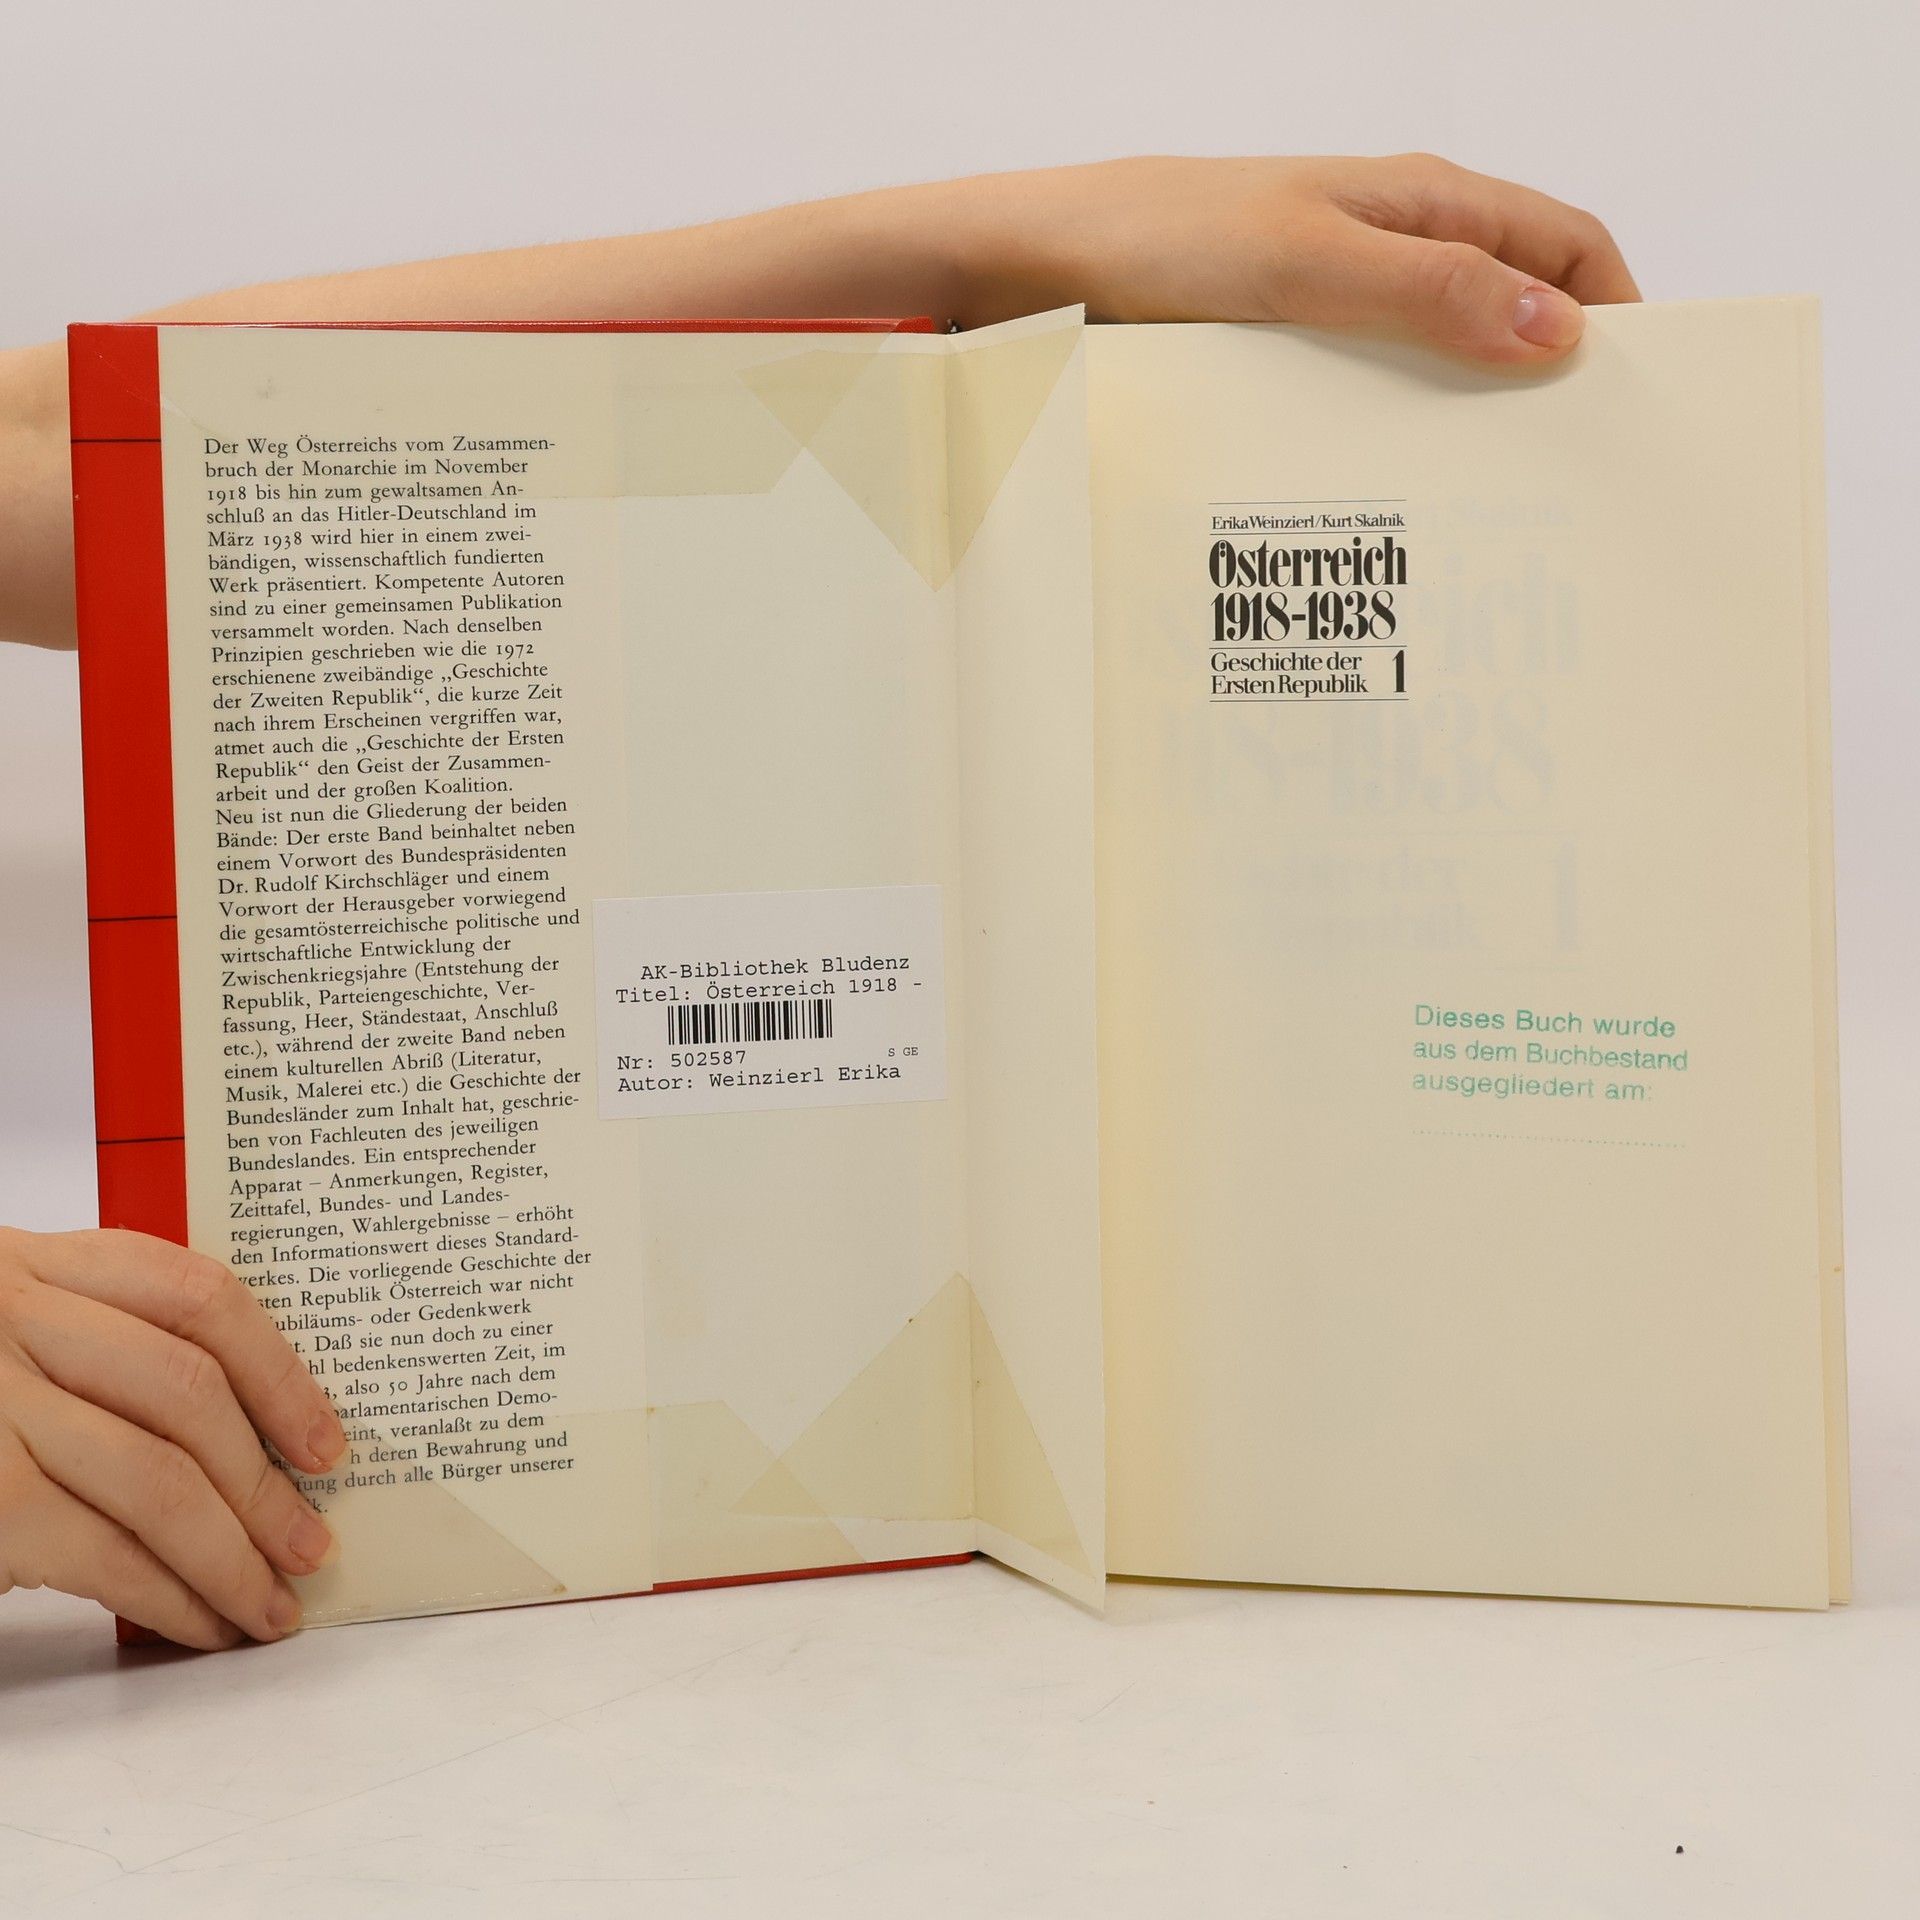 Der Weg Österreichs vom Zusammen-
bruch der Monarchie im November
1918 bis hin zum gewaltsamen An-
schluß an das Hitler-Deutschland im
März 1938 wird hier in einem zwei-
bändigen, wissenschaftlich fundierten
Werk präsentiert. Kompetente Autoren
sind zu einer gemeinsamen Publikation
versammelt worden. Nach denselben
Prinzipien geschrieben wie die 1972
erschienene zweibändige „Geschichte
der Zweiten Republik“, die kurze Zeit
nach ihrem Erscheinen vergriffen war,
atmet auch die „Geschichte der Ersten
Republik“ den Geist der Zusammen-
arbeit und der großen Koalition.
Neu ist nun die Gliederung der beiden
Bände: Der erste Band beinhaltet neben
einem Vorwort des Bundespräsidenten
Dr. Rudolf Kirchschläger und einem
Vorwort der Herausgeber vorwiegend
die gesamtösterreichische politische und
wirtschaftliche Entwicklung der
Zwischenkriegsjahre (Entstehung der
Republik, Parteiengeschichte, Ver-
fassung, Heer, Ständestaat, Anschluß
etc.), während der zweite Band neben
einem kulturellen Abriß (Literatur,
Musik, Malerei etc.) die Geschichte der
Bundesländer zum Inhalt hat, geschrie-
ben von Fachleuten des jeweiligen
Bundeslandes. Ein entsprechender
Apparat – Anmerkungen, Register,
Zeittafel, Bundes- und Landes-
regierungen, Wahlergebnisse – erhöht
den Informationswert dieses Standard-
werkes. Die vorliegende Geschichte der
sten Republik Österreich war nicht
ubiläums- oder Gedenkwerk
t. Daß sie nun doch zu einer
hl bedenkenswerten Zeit, im
3, also 50 Jahre nach dem
parlamentarischen Demo-
eint, veranlaßt zu dem
h deren Bewahrung und
fung durch alle Bürger unserer
k.
AK-Bibliothek Bludenz
Titel: Österreich 1918 -
Nr: 502587 S GE
Autor: Weinzierl Erika
Erika Weinzierl/Kurt Skalnik
Österreich
1918-1938
Geschichte der
Ersten Republik 1
Dieses Buch wurde
aus dem Buchbestand
ausgegliedert am: